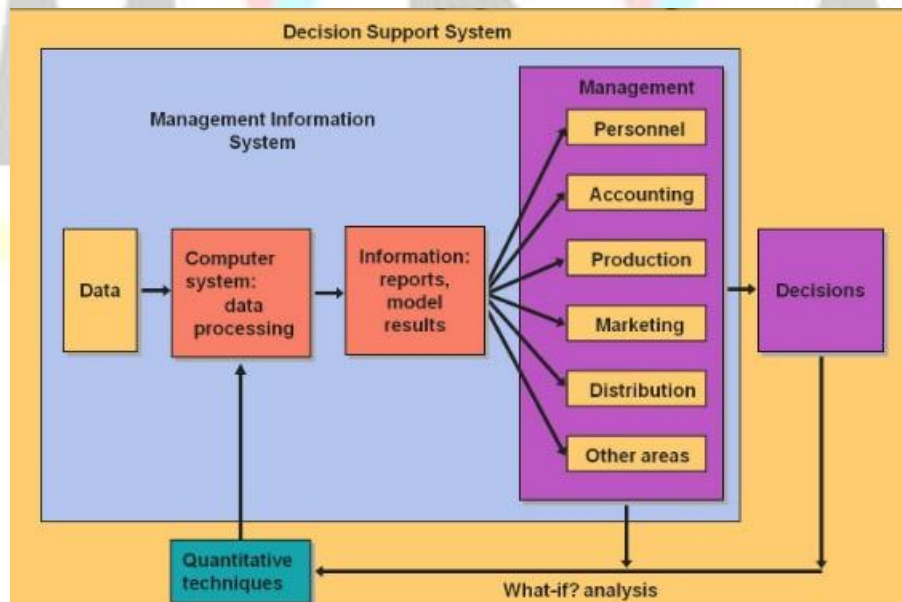 Decision Support System
Management Information
System
Management
Personnel
Accounting
Production
Marketing
Distribution
Other areas
Data
Computer
system:
data
processing
Information:
reports,
model
results
Decisions
Quantitative
techniques
What-if? analysis